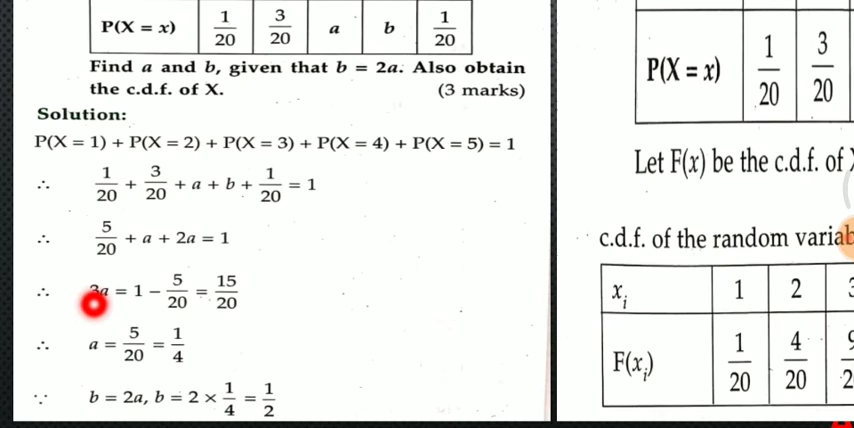 P(X = x) 1/20 3/20 a b 1/20
Find a and b, given that b = 2a. Also obtain
the c.d.f. of X. (3 marks)
Solution:
P(X = 1) + P(X = 2) + P(X = 3) + P(X = 4) + P(X = 5) = 1
∴ 1/20 + 3/20 + a + b + 1/20 = 1
∴ 5/20 + a + 2a = 1
∴ 3a = 1 − 5/20 = 15/20
∴ a = 5/20 = 1/4
∵ b = 2a, b = 2 × 1/4 = 1/2
P(X = x) 1/20 3/20
Let F(x) be the c.d.f. of
c.d.f. of the random variab
xᵢ 1 2
F(xᵢ) 1/20 4/20